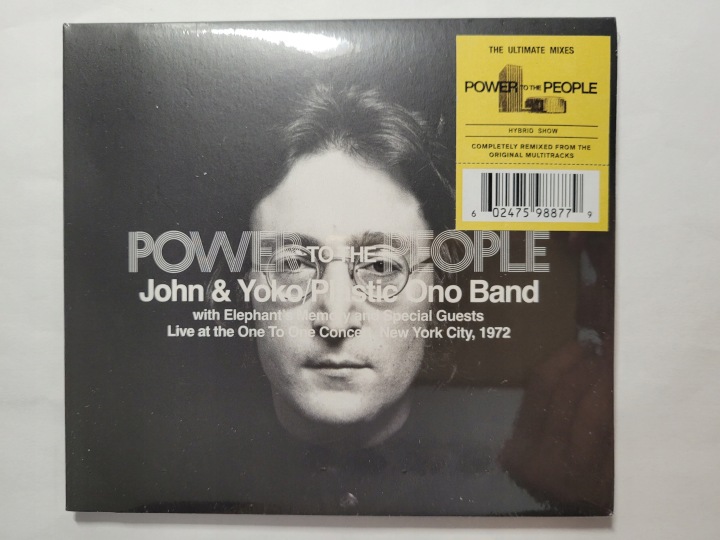 THE ULTIMATE MIXES
POWER TO THE PEOPLE
HYBRID SHOW
COMPLETELY REMIXED FROM THE
ORIGINAL MULTITRACKS
6 02475 98877 9
POWER TO THE PEOPLE
John & Yoko/Plastic Ono Band
with Elephant's Memory and Special Guests
Live at the One To One Concert, New York City, 1972